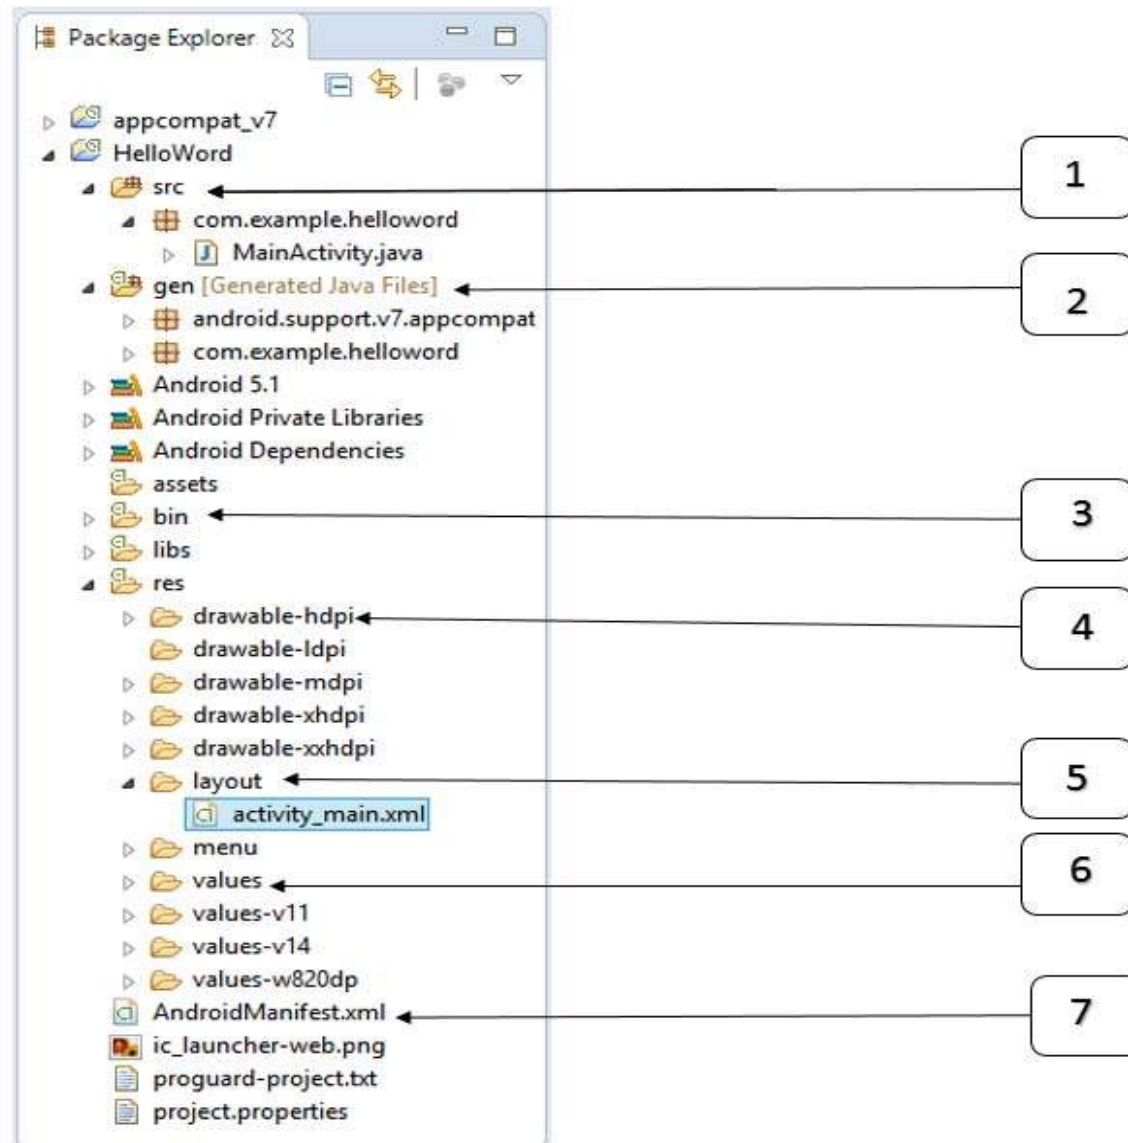 Package Explorer
appcompat_v7
HelloWord
src
1
com.example.helloword
MainActivity.java
gen [Generated Java Files]
2
android.support.v7.appcompat
com.example.helloword
Android 5.1
Android Private Libraries
Android Dependencies
assets
bin
3
libs
res
drawable-hdpi
4
drawable-ldpi
drawable-mdpi
drawable-xhdpi
drawable-xxhdpi
layout
5
activity_main.xml
menu
values
6
values-v11
values-v14
values-w820dp
AndroidManifest.xml
7
ic_launcher-web.png
proguard-project.txt
project.properties